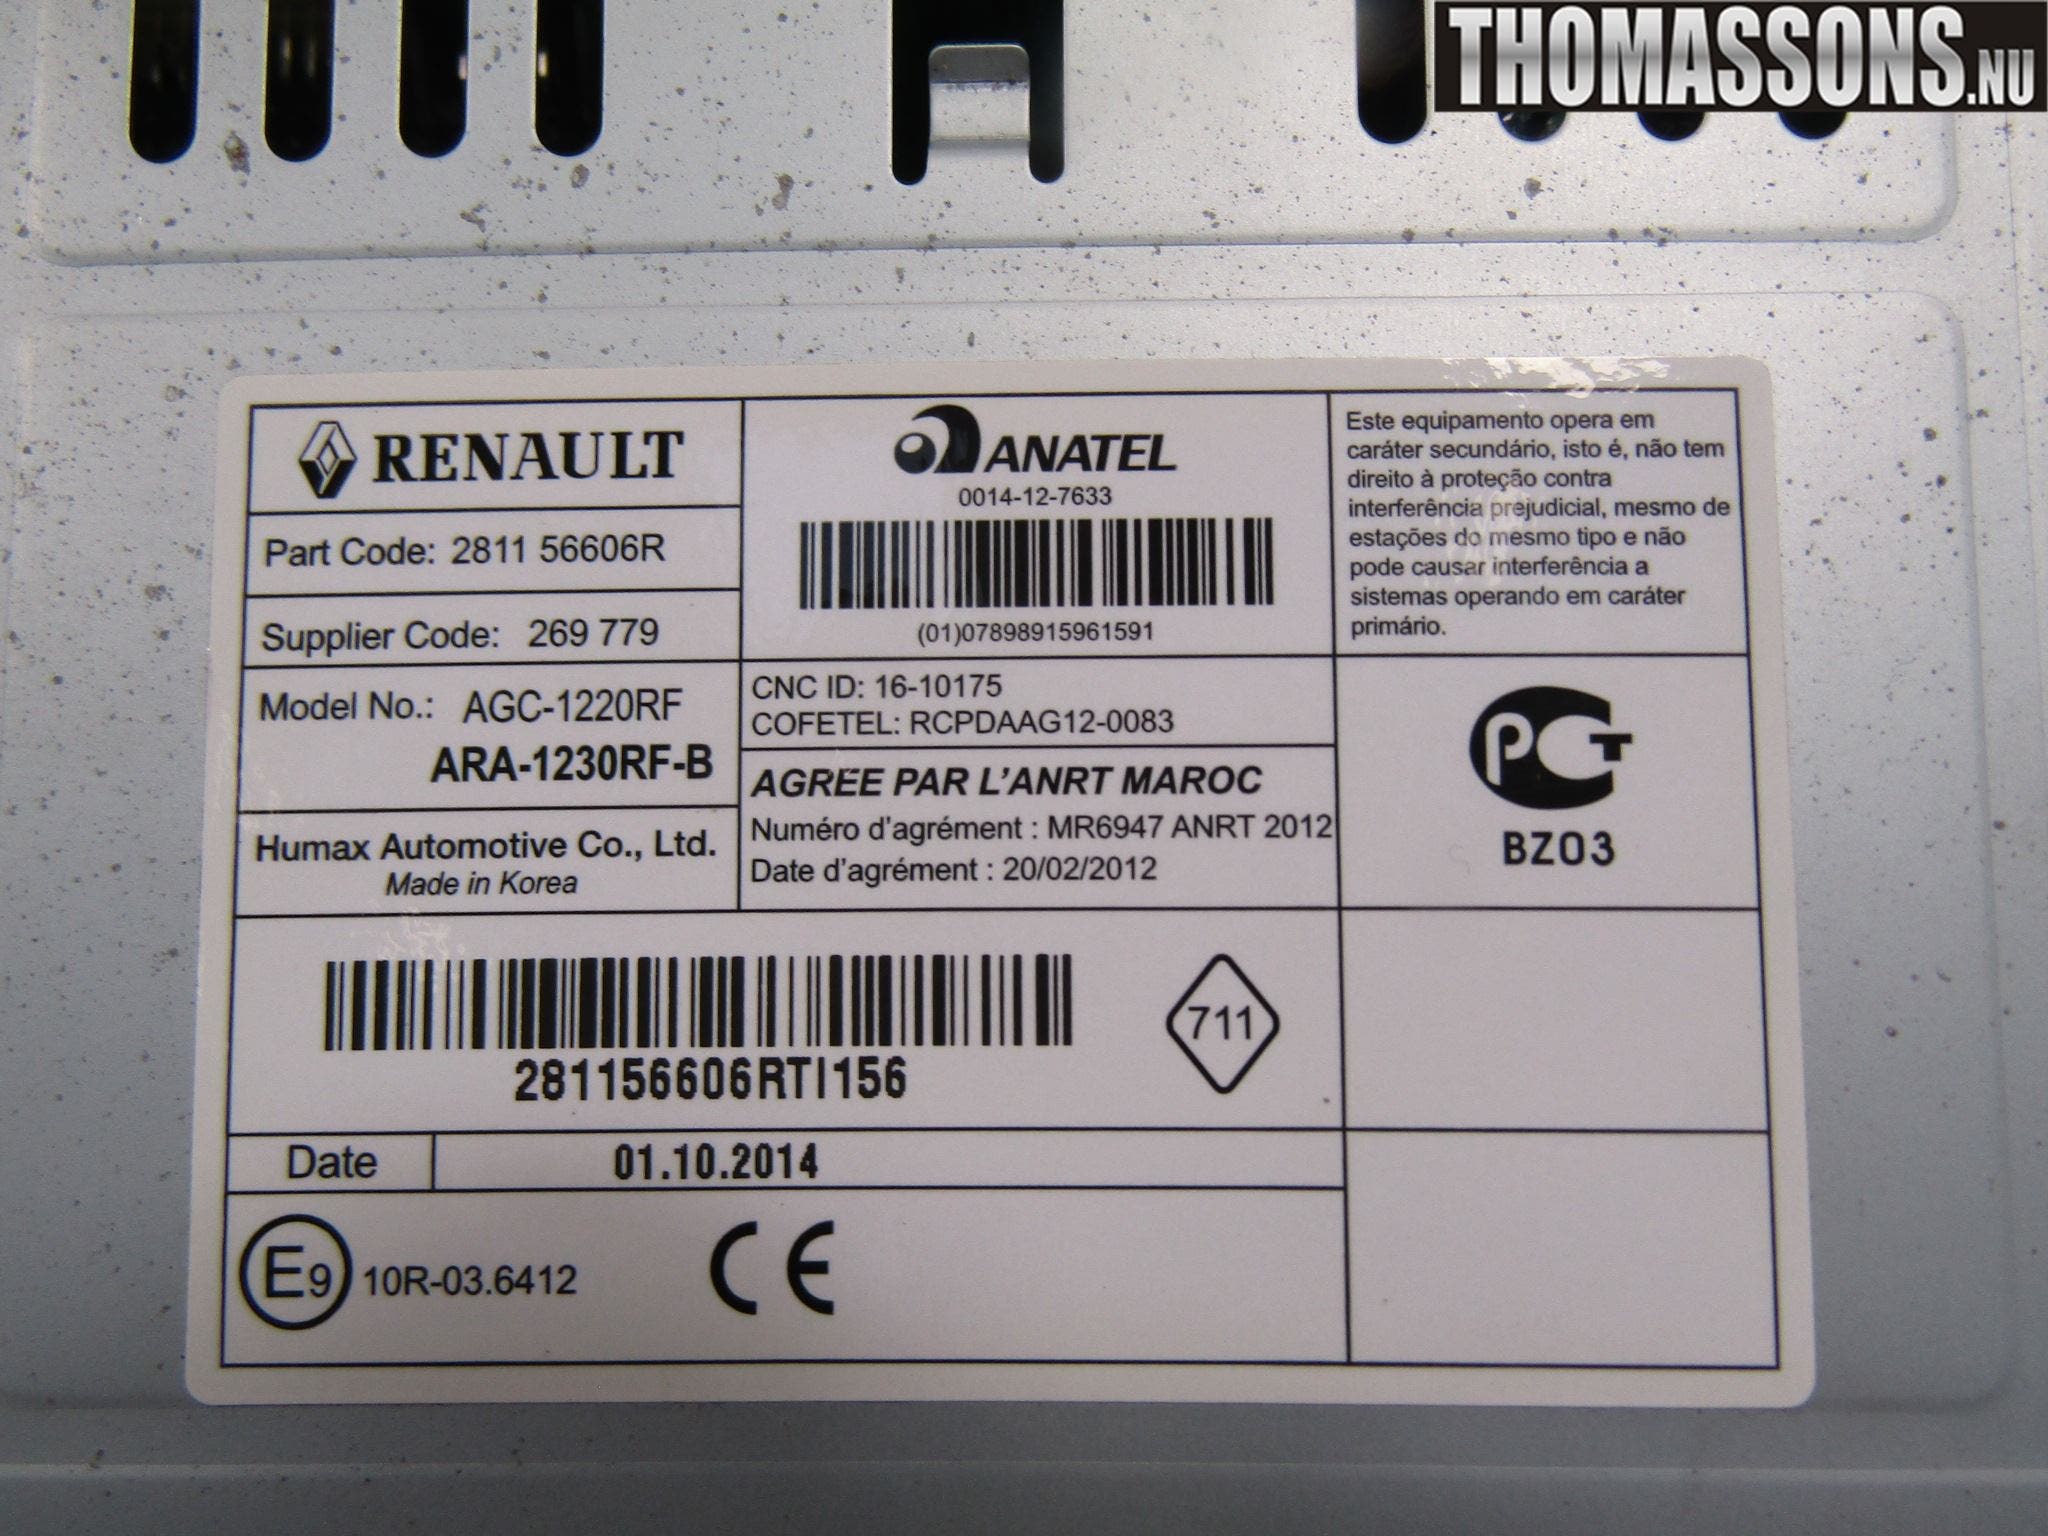 THOMASSONS.NU
RENAULT
Part Code: 2811 56606R
Supplier Code: 269 779
Model No.: AGC-1220RF
ARA-1230RF-B
Humax Automotive Co., Ltd.
Made in Korea
ANATEL
0014-12-7633
(01)07898915961591
CNC ID: 16-10175
COFETEL: RCPDAAG12-0083
AGREE PAR L'ANRT MAROC
Numéro d'agrément : MR6947 ANRT 2012
Date d'agrément : 20/02/2012
Este equipamento opera em
caráter secundário, isto é, não tem
direito à proteção contra
interferência prejudicial, mesmo de
estações do mesmo tipo e não
pode causar interferência a
sistemas operando em caráter
primário.
PCT
BZ03
281156606RTI156
711
Date 01.10.2014
E9 10R-03.6412
CE